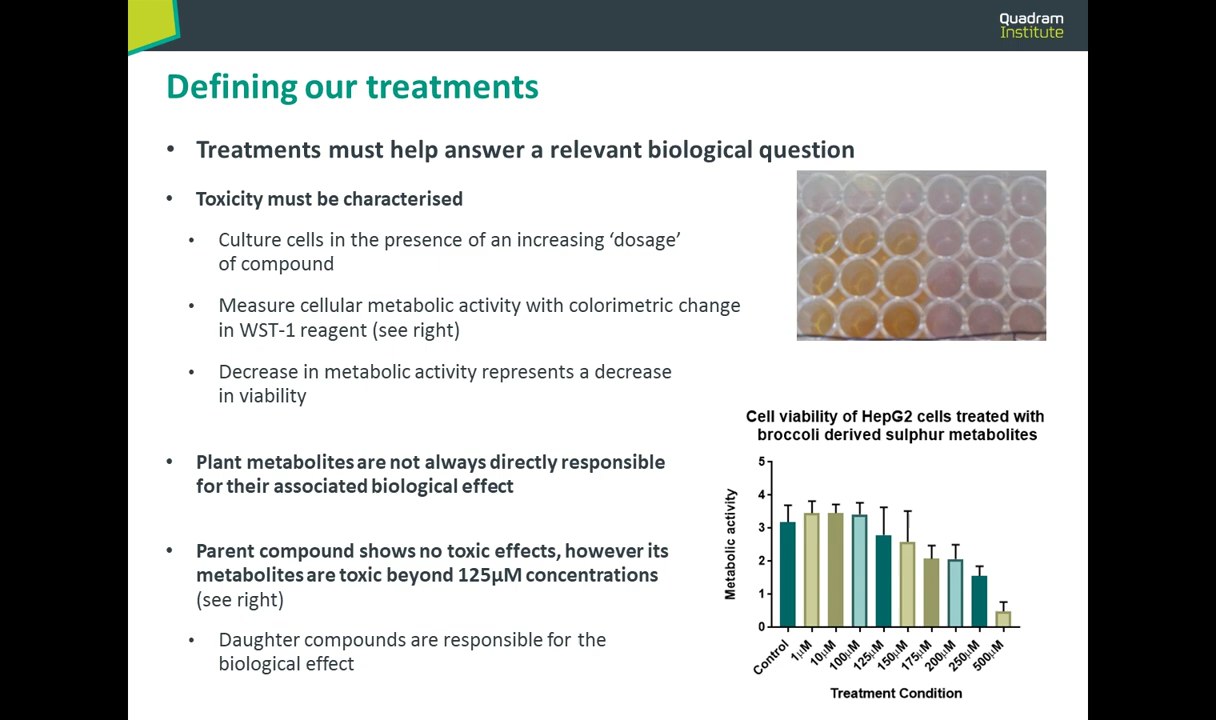 Quadram
Institute
Defining our treatments
• Treatments must help answer a relevant biological question
• Toxicity must be characterised
• Culture cells in the presence of an increasing ‘dosage’
of compound
• Measure cellular metabolic activity with colorimetric change
in WST-1 reagent (see right)
• Decrease in metabolic activity represents a decrease
in viability
• Plant metabolites are not always directly responsible
for their associated biological effect
• Parent compound shows no toxic effects, however its
metabolites are toxic beyond 125µM concentrations
(see right)
• Daughter compounds are responsible for the
biological effect
Cell viability of HepG2 cells treated with
broccoli derived sulphur metabolites
Metabolic activity
5
4
3
2
1
0
Control
1µM
10µM
100µM
125µM
150µM
175µM
200µM
250µM
500µM
Treatment Condition